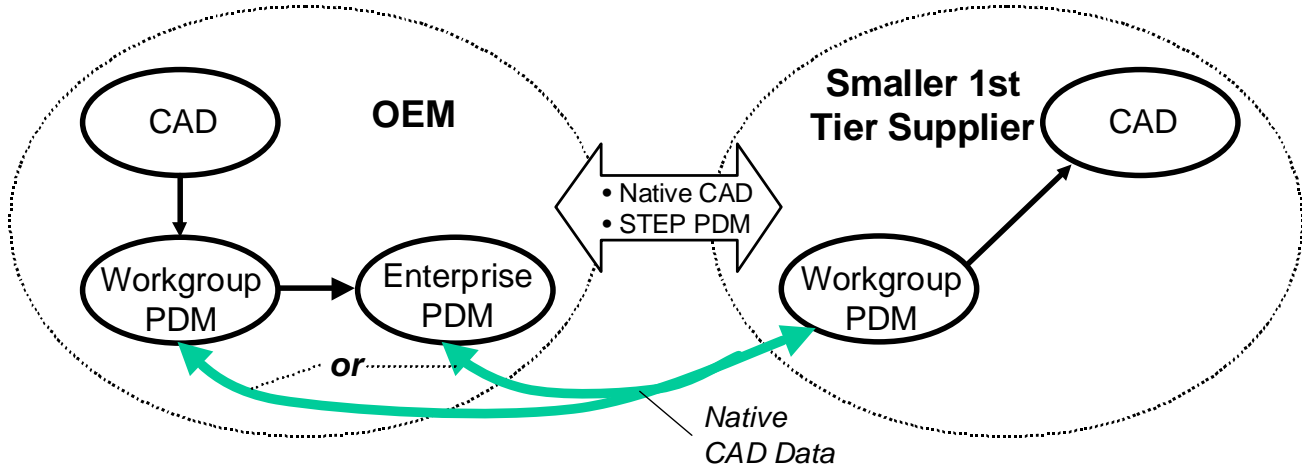 CAD
OEM
Workgroup
PDM
Enterprise
PDM
or
• Native CAD
• STEP PDM
Smaller 1st
Tier Supplier
CAD
Workgroup
PDM
Native
CAD Data